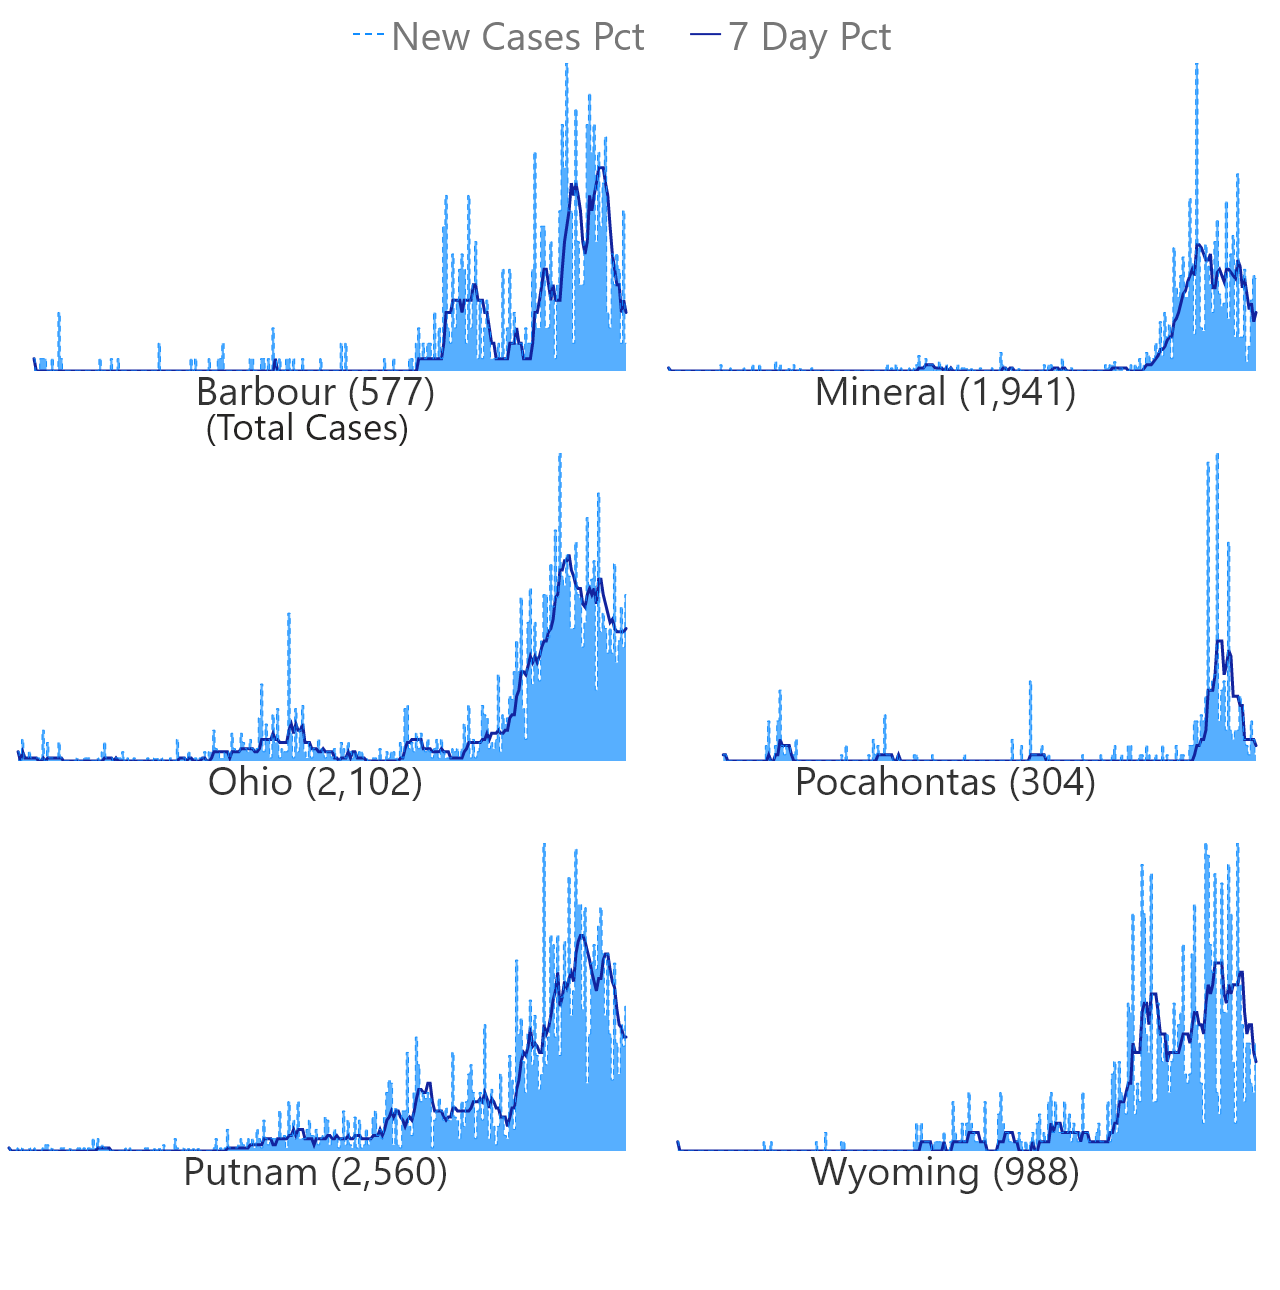 New Cases Pct 7 Day Pct
Barbour (577) Mineral (1,941)
(Total Cases)
Ohio (2,102) Pocahontas (304)
Putnam (2,560) Wyoming (988)